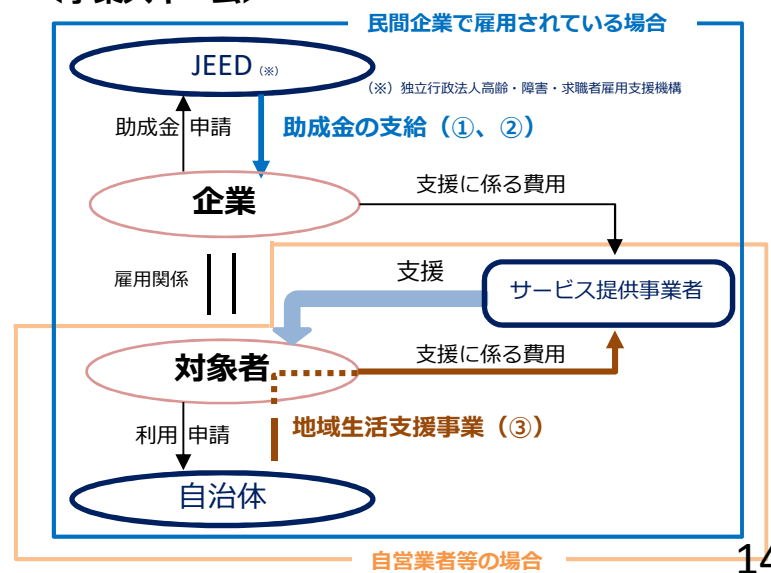 民間企業で雇用されている場合
JEED（※）
（※）独立行政法人高齢・障害・求職者雇用支援機構
助成金 申請
助成金の支給（①、②）
企業
支援に係る費用
雇用関係
支援
サービス提供事業者
対象者
支援に係る費用
利用 申請
地域生活支援事業（③）
自治体
自営業者等の場合
14